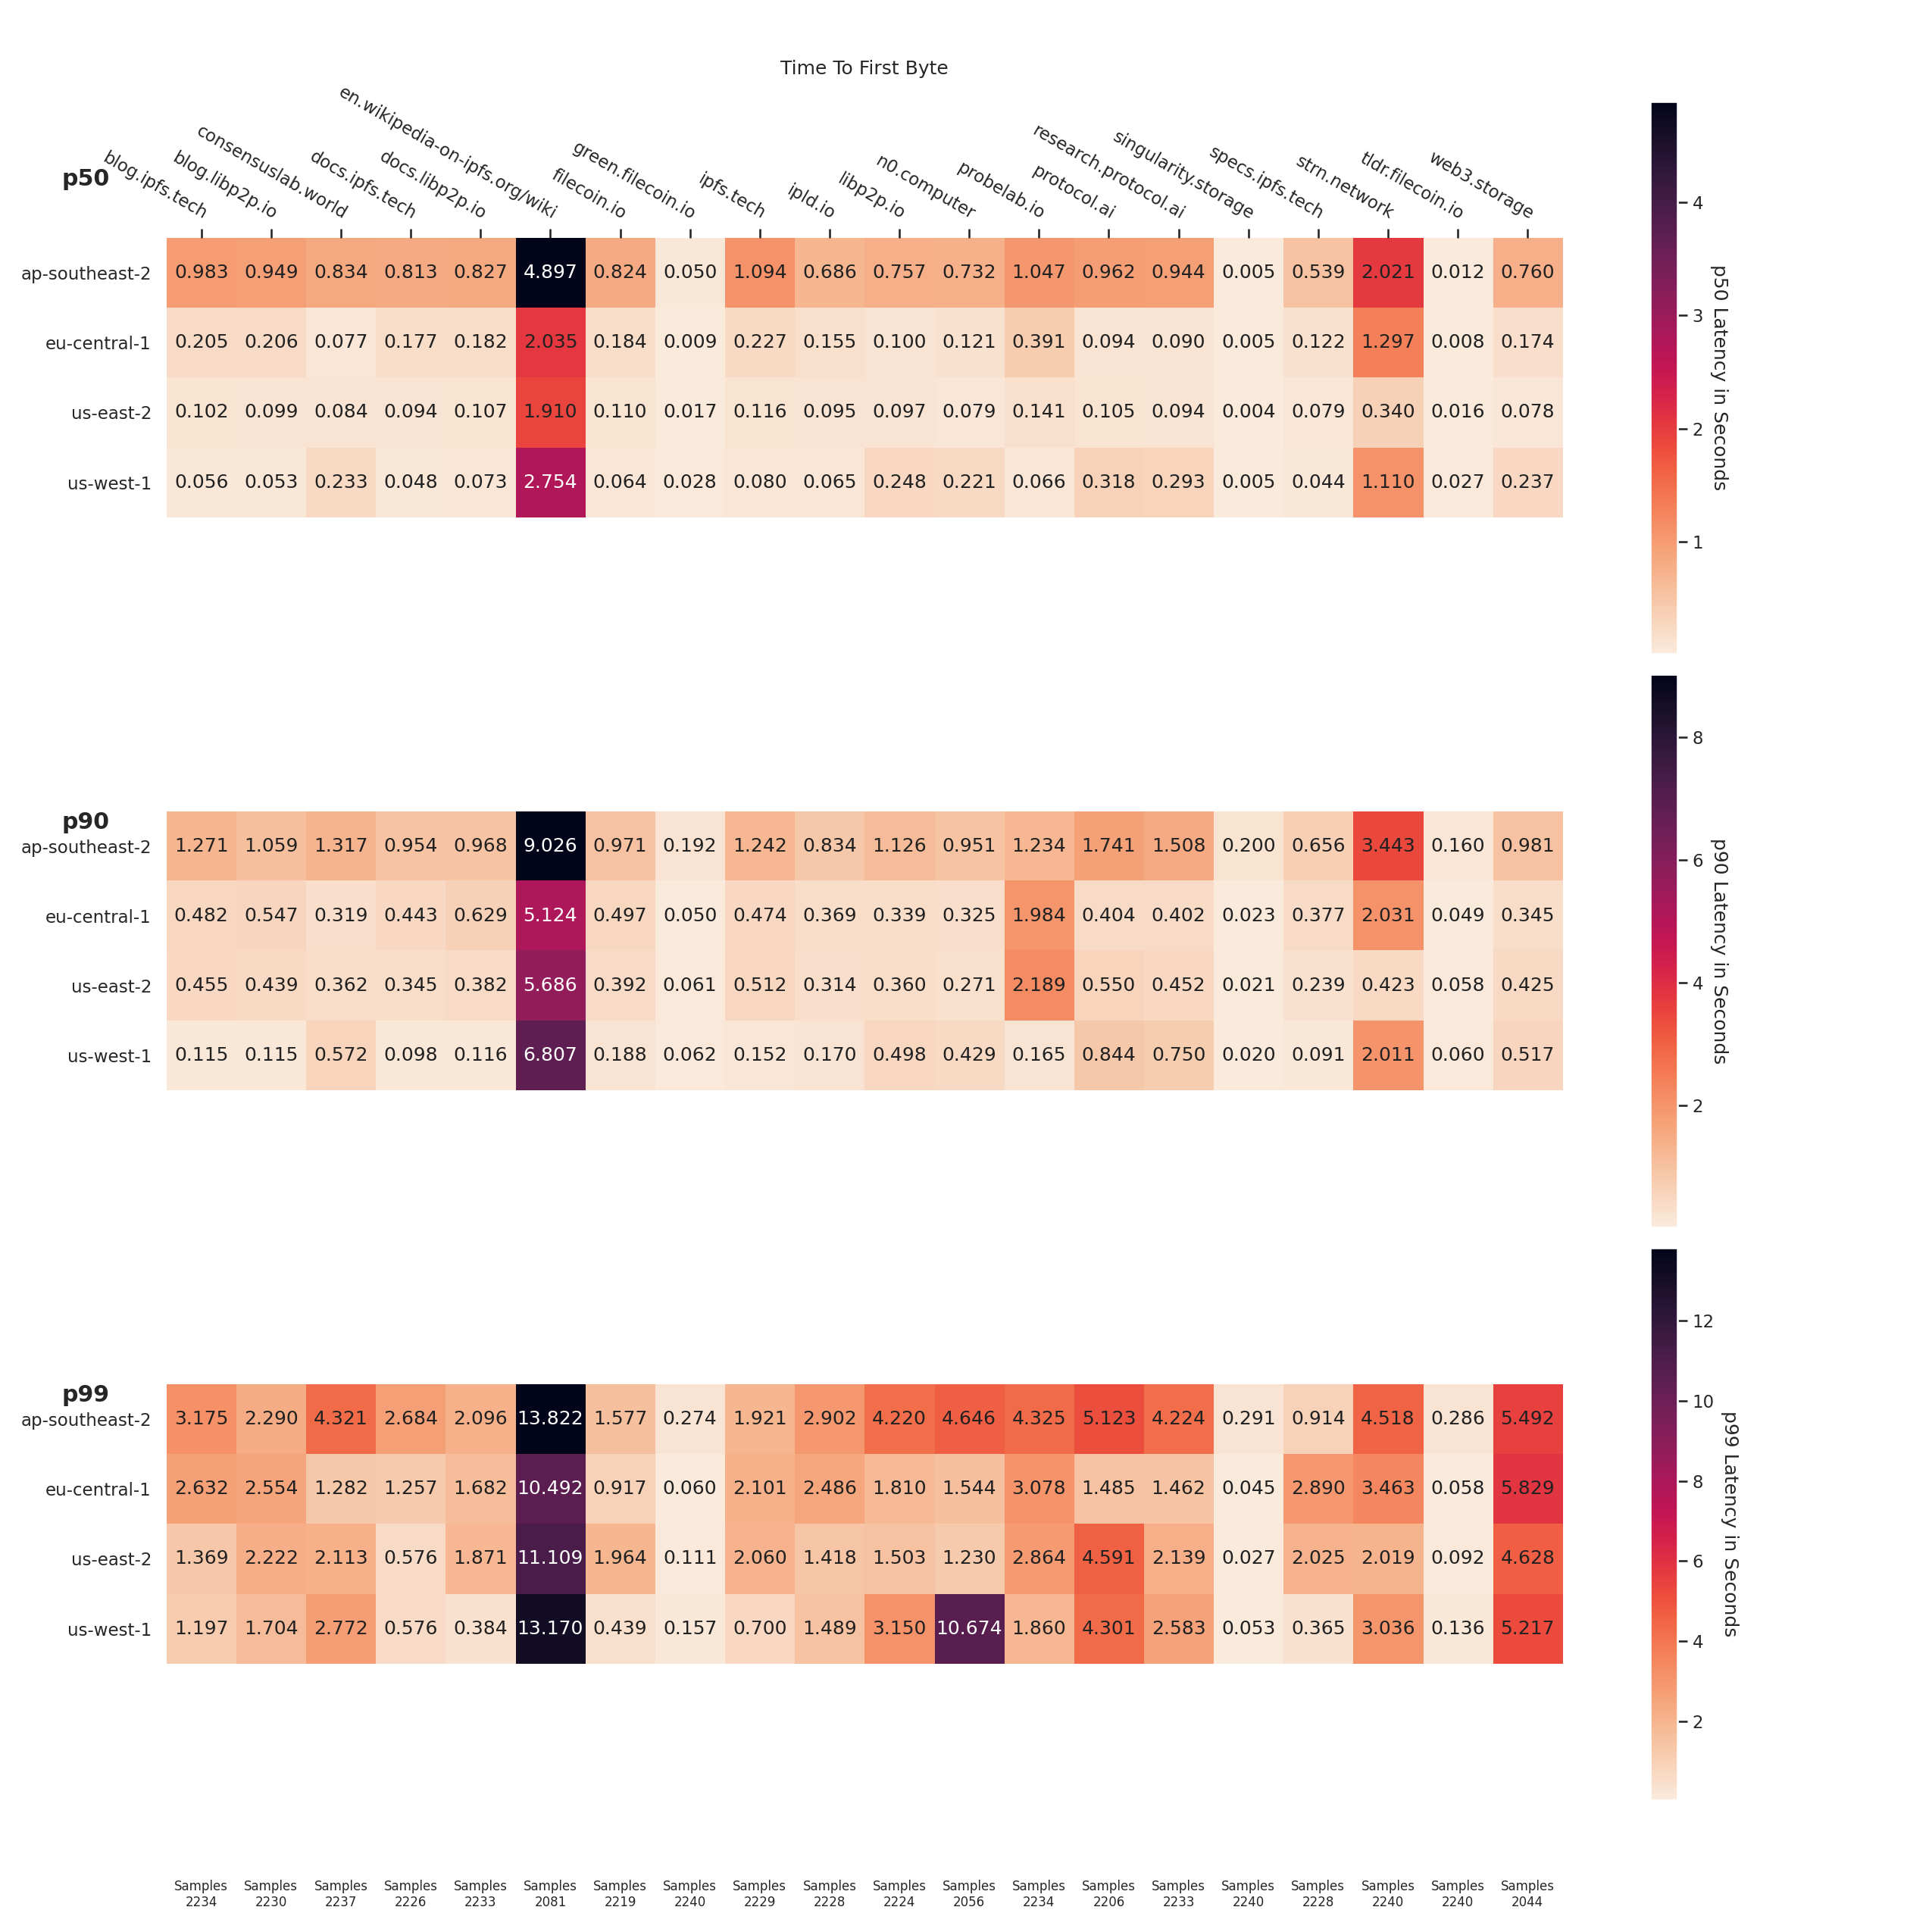 Time To First Byte
p50
blog.ipfs.tech
blog.libp2p.io
consensuslab.world
docs.ipfs.tech
docs.libp2p.io
en.wikipedia-on-ipfs.org/wiki
filecoin.io
green.filecoin.io
ipfs.tech
ipld.io
libp2p.io
n0.computer
probelab.io
protocol.ai
research.protocol.ai
singularity.storage
specs.ipfs.tech
strn.network
tldr.filecoin.io
web3.storage
ap-southeast-2 0.983 0.949 0.834 0.813 0.827 4.897 0.824 0.050 1.094 0.686 0.757 0.732 1.047 0.962 0.944 0.005 0.539 2.021 0.012 0.760
eu-central-1 0.205 0.206 0.077 0.177 0.182 2.035 0.184 0.009 0.227 0.155 0.100 0.121 0.391 0.094 0.090 0.005 0.122 1.297 0.008 0.174
us-east-2 0.102 0.099 0.084 0.094 0.107 1.910 0.110 0.017 0.116 0.095 0.097 0.079 0.141 0.105 0.094 0.004 0.079 0.340 0.016 0.078
us-west-1 0.056 0.053 0.233 0.048 0.073 2.754 0.064 0.028 0.080 0.065 0.248 0.221 0.066 0.318 0.293 0.005 0.044 1.110 0.027 0.237
4
3
2
1
p50 Latency in Seconds
p90
ap-southeast-2 1.271 1.059 1.317 0.954 0.968 9.026 0.971 0.192 1.242 0.834 1.126 0.951 1.234 1.741 1.508 0.200 0.656 3.443 0.160 0.981
eu-central-1 0.482 0.547 0.319 0.443 0.629 5.124 0.497 0.050 0.474 0.369 0.339 0.325 1.984 0.404 0.402 0.023 0.377 2.031 0.049 0.345
us-east-2 0.455 0.439 0.362 0.345 0.382 5.686 0.392 0.061 0.512 0.314 0.360 0.271 2.189 0.550 0.452 0.021 0.239 0.423 0.058 0.425
us-west-1 0.115 0.115 0.572 0.098 0.116 6.807 0.188 0.062 0.152 0.170 0.498 0.429 0.165 0.844 0.750 0.020 0.091 2.011 0.060 0.517
8
6
4
2
p90 Latency in Seconds
p99
ap-southeast-2 3.175 2.290 4.321 2.684 2.096 13.822 1.577 0.274 1.921 2.902 4.220 4.646 4.325 5.123 4.224 0.291 0.914 4.518 0.286 5.492
eu-central-1 2.632 2.554 1.282 1.257 1.682 10.492 0.917 0.060 2.101 2.486 1.810 1.544 3.078 1.485 1.462 0.045 2.890 3.463 0.058 5.829
us-east-2 1.369 2.222 2.113 0.576 1.871 11.109 1.964 0.111 2.060 1.418 1.503 1.230 2.864 4.591 2.139 0.027 2.025 2.019 0.092 4.628
us-west-1 1.197 1.704 2.772 0.576 0.384 13.170 0.439 0.157 0.700 1.489 3.150 10.674 1.860 4.301 2.583 0.053 0.365 3.036 0.136 5.217
12
10
8
6
4
2
p99 Latency in Seconds
Samples Samples Samples Samples Samples Samples Samples Samples Samples Samples Samples Samples Samples Samples Samples Samples Samples Samples Samples Samples
2234 2230 2237 2226 2233 2081 2219 2240 2229 2228 2224 2056 2234 2206 2233 2240 2228 2240 2240 2044